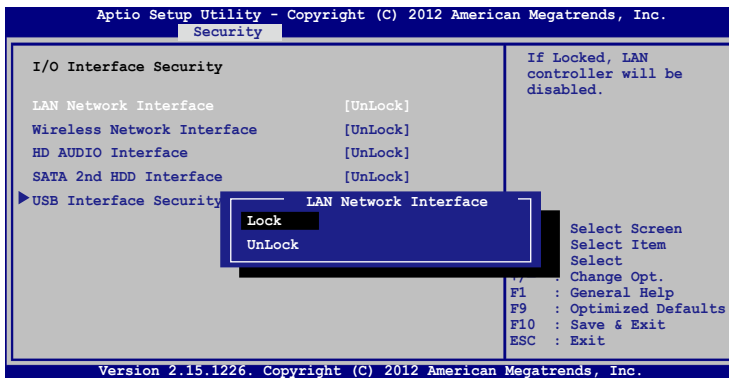 Aptio Setup Utility - Copyright (C) 2012 American Megatrends, Inc.
Security
I/O Interface Security
LAN Network Interface [UnLock]
Wireless Network Interface [UnLock]
HD AUDIO Interface [UnLock]
SATA 2nd HDD Interface [UnLock]
USB Interface Security
LAN Network Interface
Lock
UnLock
If Locked, LAN
controller will be
disabled.
Select Screen
Select Item
Select
: Change Opt.
F1 : General Help
F9 : Optimized Defaults
F10 : Save & Exit
ESC : Exit
Version 2.15.1226. Copyright (C) 2012 American Megatrends, Inc.